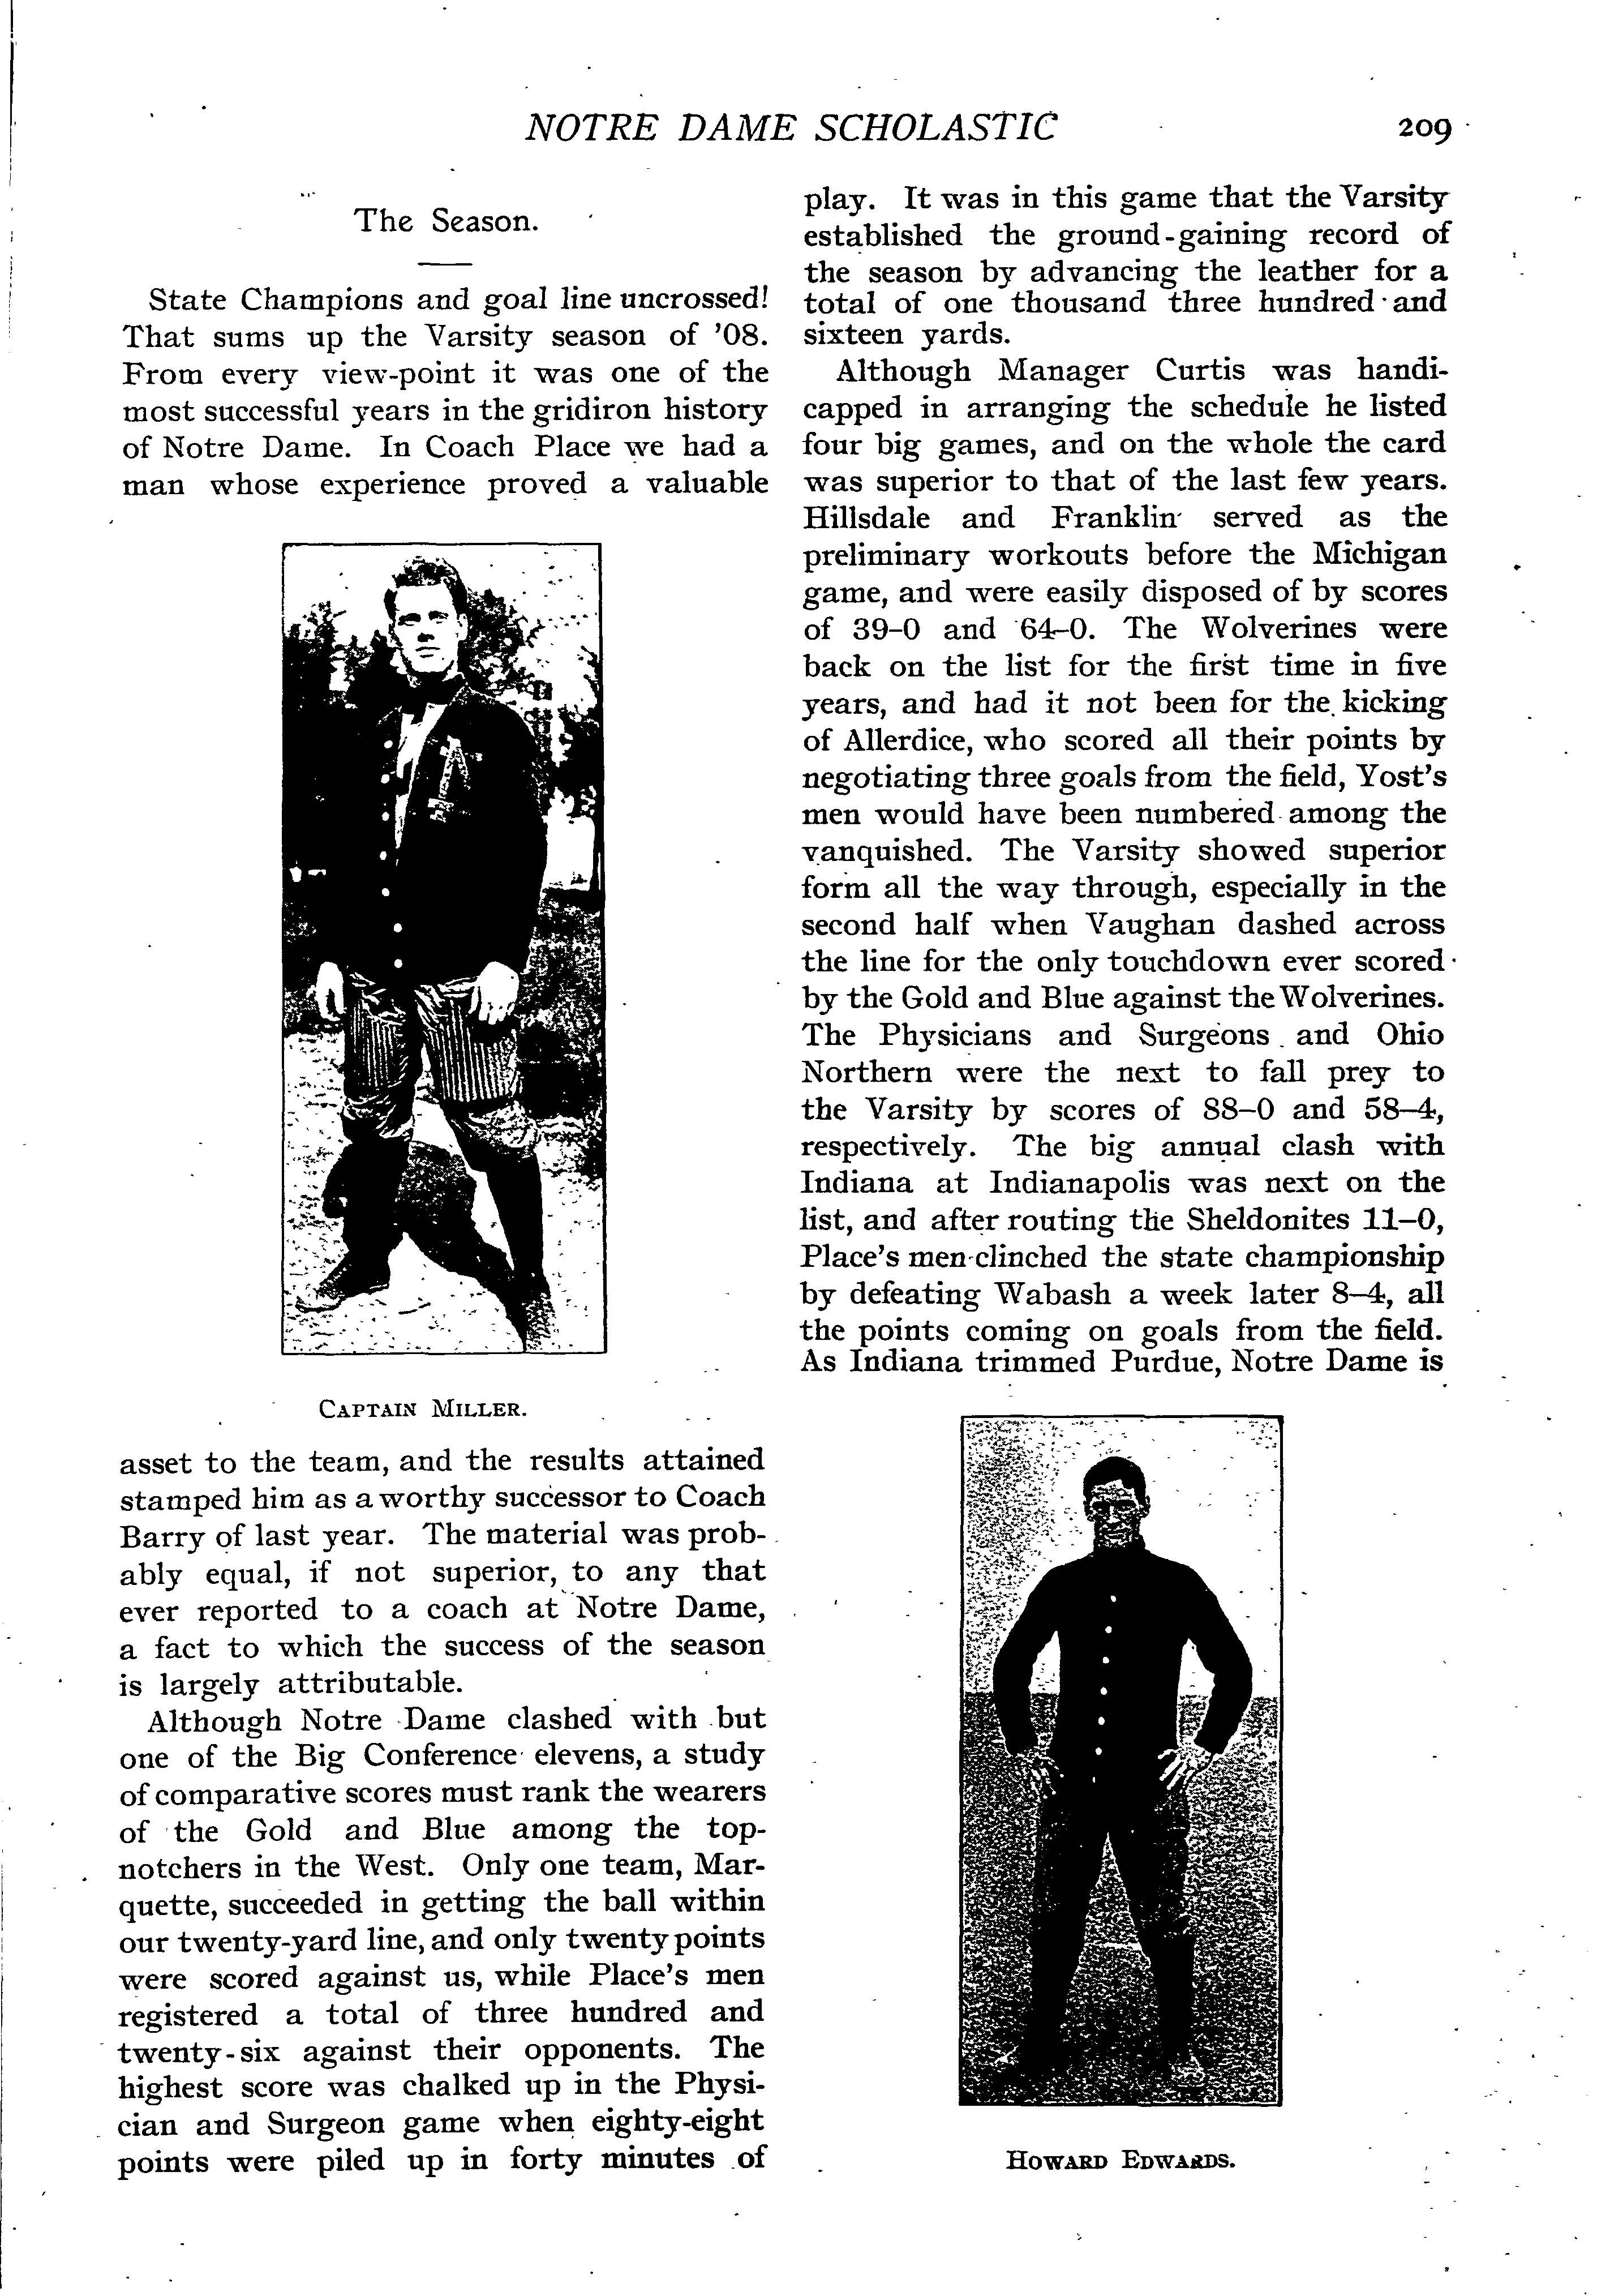 NOTRE DAME SCHOLASTIC 209
The Season.
State Champions and goal line uncrossed!
That sums up the Varsity season of '08.
From every view-point it was one of the
most successful years in the gridiron history
of Notre Dame. In Coach Place we had a
man whose experience proved a valuable
CAPTAIN MILLER.
asset to the team, and the results attained
stamped him as a worthy successor to Coach
Barry of last year. The material was prob-
ably equal, if not superior, to any that
ever reported to a coach at Notre Dame,
a fact to which the success of the season
is largely attributable.
Although Notre Dame clashed with but
one of the Big Conference elevens, a study
of comparative scores must rank the wearers
of the Gold and Blue among the top-
notchers in the West. Only one team, Mar-
quette, succeeded in getting the ball within
our twenty-yard line, and only twenty points
were scored against us, while Place's men
registered a total of three hundred and
twenty-six against their opponents. The
highest score was chalked up in the Physi-
cian and Surgeon game when eighty-eight
points were piled up in forty minutes of
play. It was in this game that the Varsity
established the ground-gaining record of
the season by advancing the leather for a
total of one thousand three hundred and
sixteen yards.
Although Manager Curtis was handi-
capped in arranging the schedule he listed
four big games, and on the whole the card
was superior to that of the last few years.
Hillsdale and Franklin served as the
preliminary workouts before the Michigan
game, and were easily disposed of by scores
of 39-0 and 64-0. The Wolverines were
back on the list for the first time in five
years, and had it not been for the kicking
of Allerdice, who scored all their points by
negotiating three goals from the field, Yost's
men would have been numbered among the
vanquished. The Varsity showed superior
form all the way through, especially in the
second half when Vaughan dashed across
the line for the only touchdown ever scored
by the Gold and Blue against the Wolverines.
The Physicians and Surgeons and Ohio
Northern were the next to fall prey to
the Varsity by scores of 88-0 and 58-4,
respectively. The big annual clash with
Indiana at Indianapolis was next on the
list, and after routing the Sheldonites 11-0,
Place's men clinched the state championship
by defeating Wabash a week later 8-4, all
the points coming on goals from the field.
As Indiana trimmed Purdue, Notre Dame is
HOWARD EDWARDS.